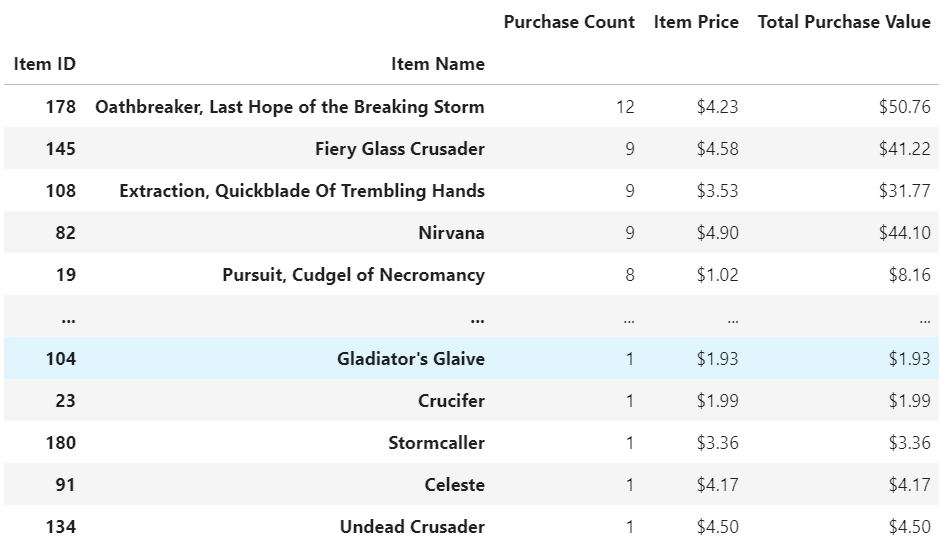 Purchase Count Item Price Total Purchase Value
Item ID Item Name
178 Oathbreaker, Last Hope of the Breaking Storm 12 $4.23 $50.76
145 Fiery Glass Crusader 9 $4.58 $41.22
108 Extraction, Quickblade Of Trembling Hands 9 $3.53 $31.77
82 Nirvana 9 $4.90 $44.10
19 Pursuit, Cudgel of Necromancy 8 $1.02 $8.16
... ... ... ... ...
104 Gladiator's Glaive 1 $1.93 $1.93
23 Crucifer 1 $1.99 $1.99
180 Stormcaller 1 $3.36 $3.36
91 Celeste 1 $4.17 $4.17
134 Undead Crusader 1 $4.50 $4.50